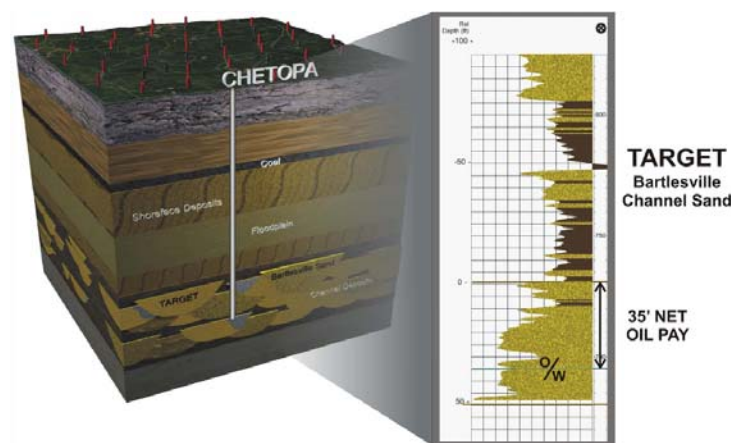 CHETOPA
Coal
Shoreface Deposits
Floodplain
Bartlesville Sand
TARGET
Channel Deposits
Rel
Depth (ft)
-100
-50
0
50
TARGET
Bartlesville
Channel Sand
35' NET
OIL PAY
O/W